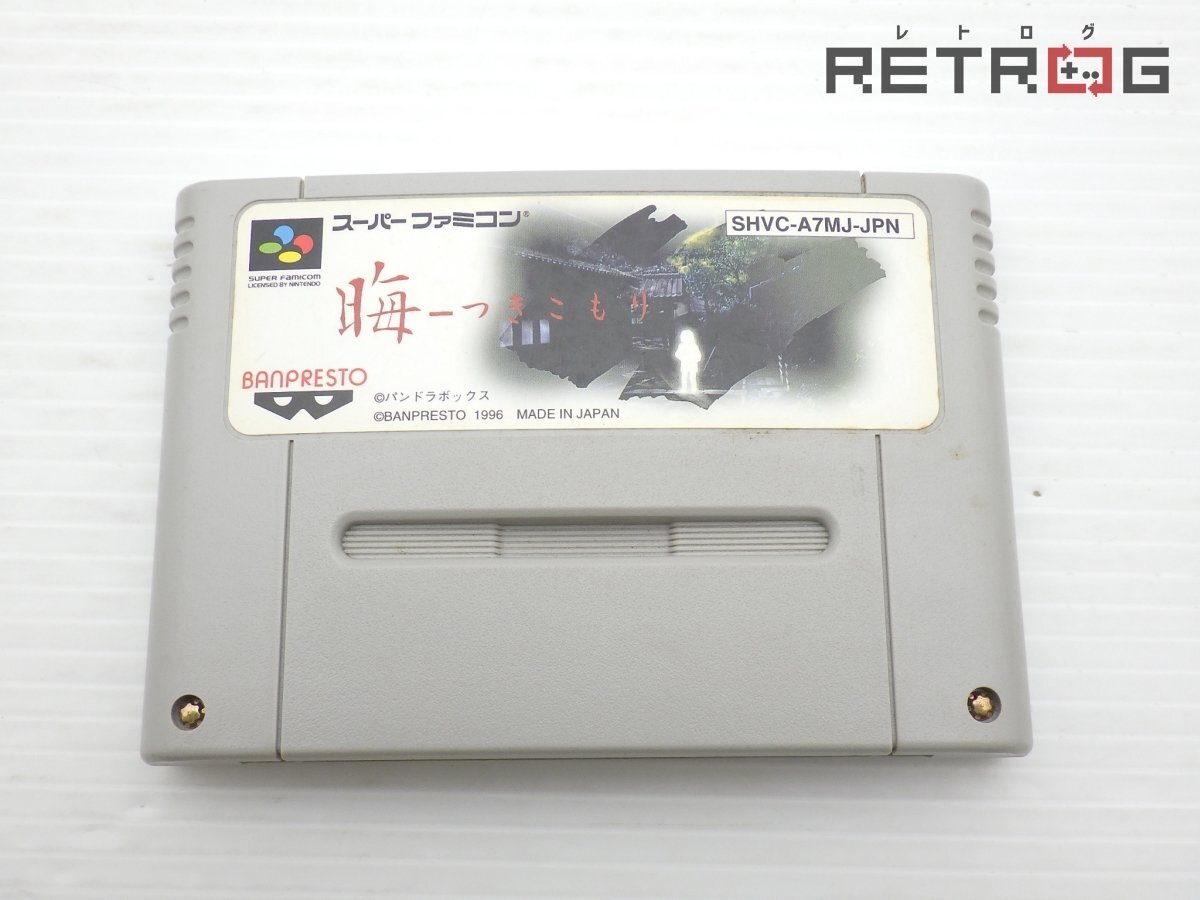 レトログ
RETROG
スーパーファミコン®
SHVC-A7MJ-JPN
SUPER FAMICOM
LICENSED BY NINTENDO
晦ーつきこもり
BANPRESTO
©パンドラボックス
©BANPRESTO 1996 MADE IN JAPAN